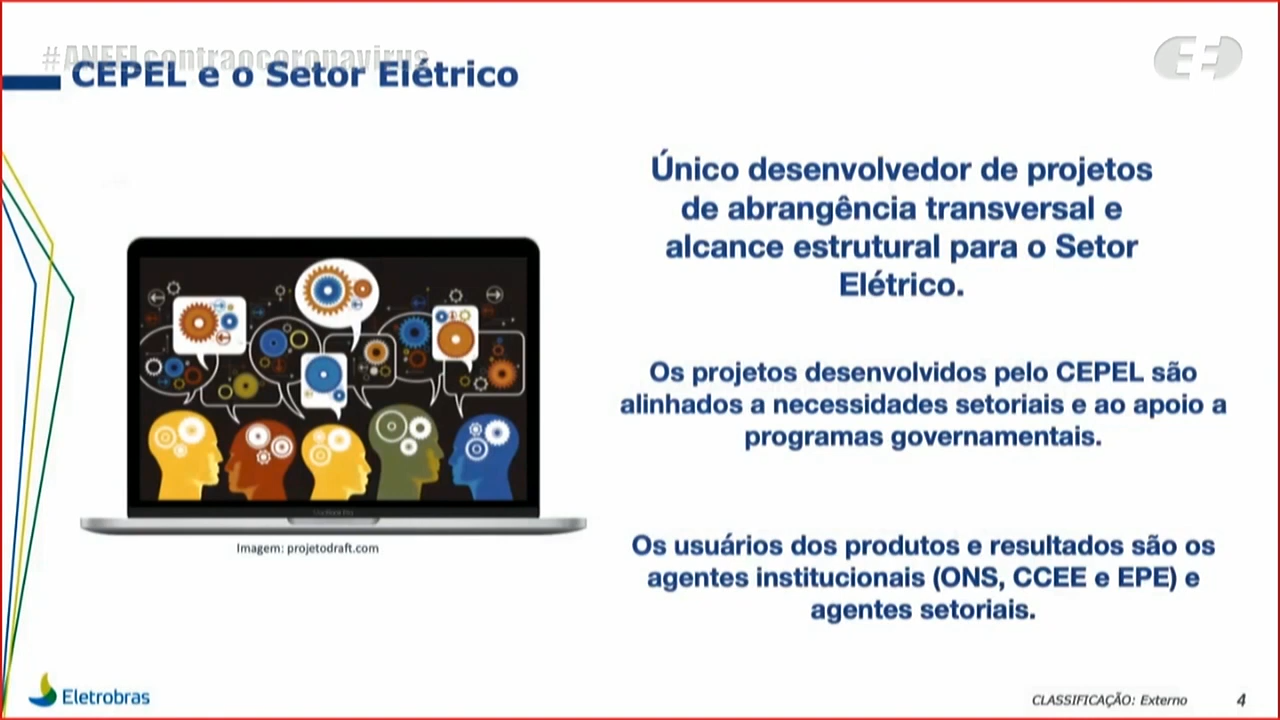 #ANEELcontraocoronavirus
CEPEL e o Setor Elétrico
Único desenvolvedor de projetos
de abrangência transversal e
alcance estrutural para o Setor
Elétrico.
Os projetos desenvolvidos pelo CEPEL são
alinhados a necessidades setoriais e ao apoio a
programas governamentais.
Os usuários dos produtos e resultados são os
agentes institucionais (ONS, CCEE e EPE) e
agentes setoriais.
MacBook Pro
Imagem: projetodraft.com
Eletrobras
CLASSIFICAÇÃO: Externo
4